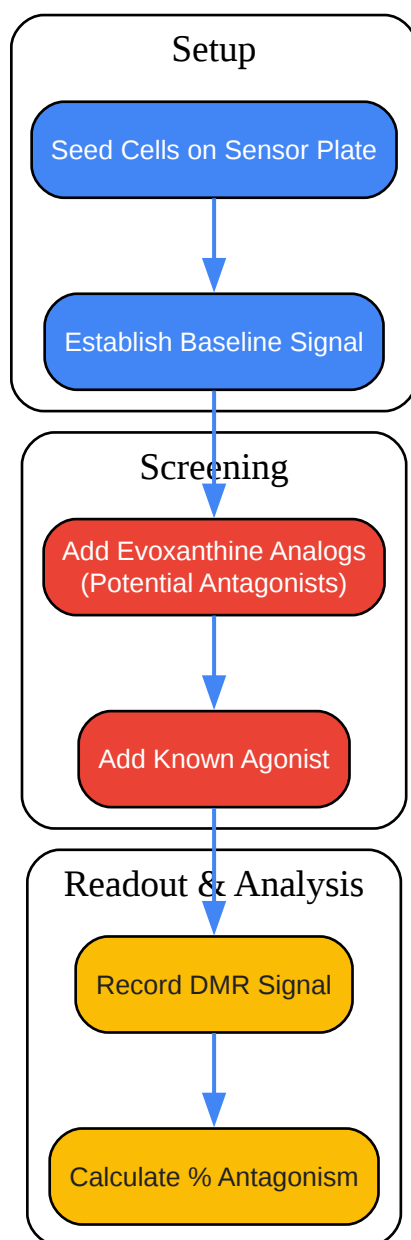 Setup
Seed Cells on Sensor Plate
Establish Baseline Signal
Screening
Add Evoxanthine Analogs
(Potential Antagonists)
Add Known Agonist
Readout & Analysis
Record DMR Signal
Calculate % Antagonism